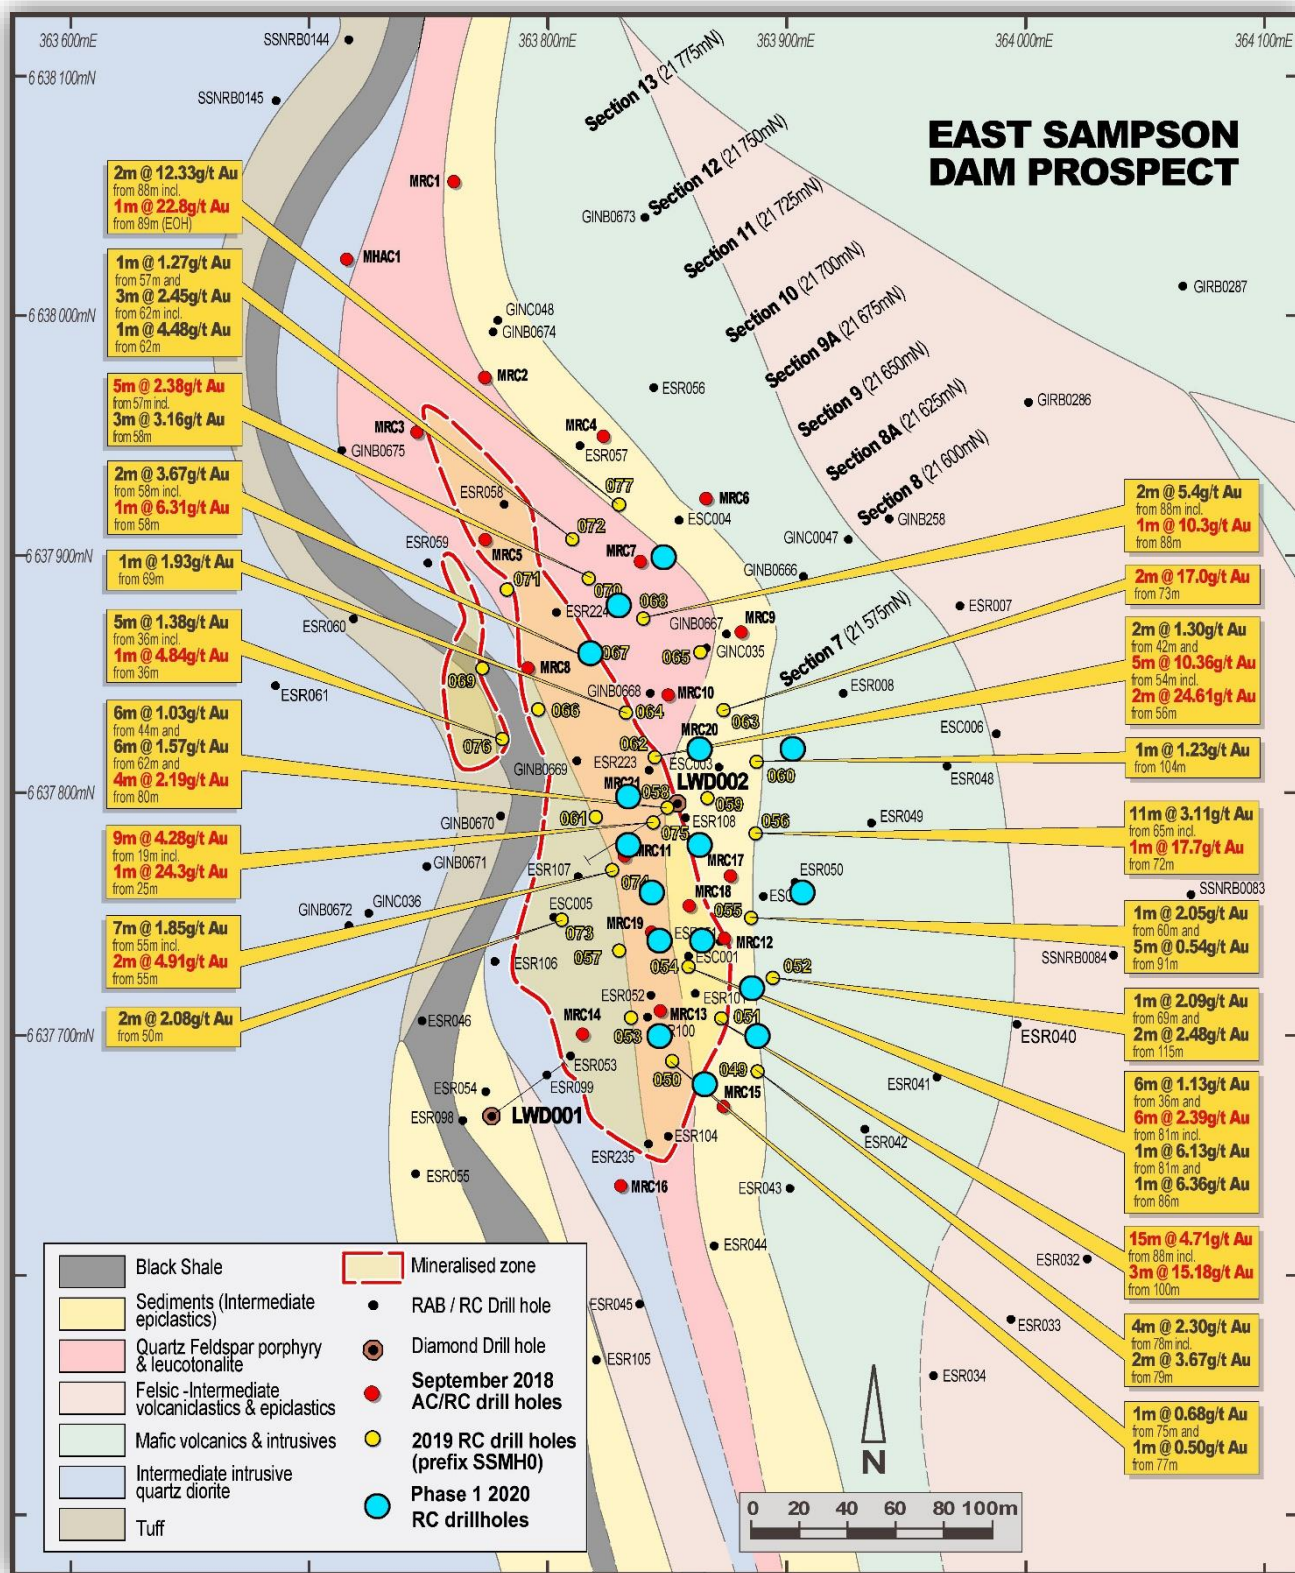 363 600mE
363 800mE
363 900mE
364 000mE
364 100mE
6 638 100mN
6 638 000mN
6 637 900mN
6 637 800mN
6 637 700mN
EAST SAMPSON
DAM PROSPECT
Section 13 (21 775mN)
Section 12 (21 750mN)
Section 11 (21 725mN)
Section 10 (21 700mN)
Section 9A (21 675mN)
Section 9 (21 650mN)
Section 8A (21 625mN)
Section 8 (21 600mN)
Section 7 (21 575mN)
2m @ 12.33g/t Au
from 88m incl.
1m @ 22.8g/t Au
from 89m (EOH)
1m @ 1.27g/t Au
from 57m and
3m @ 2.45g/t Au
from 62m incl.
1m @ 4.48g/t Au
from 62m
5m @ 2.38g/t Au
from 57m incl.
3m @ 3.16g/t Au
from 58m
2m @ 3.67g/t Au
from 58m incl.
1m @ 6.31g/t Au
from 58m
1m @ 1.93g/t Au
from 69m
5m @ 1.38g/t Au
from 36m incl.
1m @ 4.84g/t Au
from 36m
6m @ 1.03g/t Au
from 44m and
6m @ 1.57g/t Au
from 62m and
4m @ 2.19g/t Au
from 80m
9m @ 4.28g/t Au
from 19m incl.
1m @ 24.3g/t Au
from 25m
7m @ 1.85g/t Au
from 55m incl.
2m @ 4.91g/t Au
from 55m
2m @ 2.08g/t Au
from 50m
2m @ 5.4g/t Au
from 88m incl.
1m @ 10.3g/t Au
from 88m
2m @ 17.0g/t Au
from 73m
2m @ 1.30g/t Au
from 42m and
5m @ 10.36g/t Au
from 54m incl.
2m @ 24.61g/t Au
from 56m
1m @ 1.23g/t Au
from 104m
11m @ 3.11g/t Au
from 65m incl.
1m @ 17.7g/t Au
from 72m
1m @ 2.05g/t Au
from 60m and
5m @ 0.54g/t Au
from 91m
1m @ 2.09g/t Au
from 69m and
2m @ 2.48g/t Au
from 115m
6m @ 1.13g/t Au
from 36m and
6m @ 2.39g/t Au
from 81m incl.
1m @ 6.13g/t Au
from 81m and
1m @ 6.36g/t Au
from 86m
15m @ 4.71g/t Au
from 88m incl.
3m @ 15.18g/t Au
from 100m
4m @ 2.30g/t Au
from 78m incl.
2m @ 3.67g/t Au
from 79m
1m @ 0.68g/t Au
from 75m and
1m @ 0.50g/t Au
from 77m
SSNRB0144
SSNRB0145
MRC1
MHAC1
GINB0673
GIRB0287
GINC048
GINB0674
MRC2
ESR056
GIRB0286
MRC3
GINB0675
MRC4
ESR057
MRC6
ESR058
077
ESC004
GINB258
072
ESR059
MRC5
MRC7
GINC0047
GINB0666
071
070
068
ESR224
ESR007
ESR060
GINB0667
MRC9
GINC035
067
065
069
MRC8
ESR061
GINB0668
MRC10
ESR008
066
064
063
076
062
MRC20
ESC006
GINB0669
ESR223
ESC003
060
ESR048
MRC21
058
LWD002
059
GINB0670
061
075
ESR108
056
ESR049
GINB0671
MRC11
MRC17
ESR107
074
ESR050
GINB0672
GINC036
ESC005
MRC18
ESC
SSNRB0083
073
MRC19
055
MRC12
ESR106
057
054
ESC001
052
SSNRB0084
ESR052
ESR101
ESR046
MRC14
053
MRC13
051
ESR040
ESR053
050
049
ESR054
ESR099
MRC15
ESR041
ESR098
LWD001
ESR104
ESR042
ESR235
ESR055
MRC16
ESR043
ESR044
ESR032
ESR045
ESR033
ESR105
ESR034
Black Shale
Sediments (Intermediate
epiclastics)
Quartz Feldspar porphyry
& leucotonalite
Felsic -Intermediate
volcaniclastics & epiclastics
Mafic volcanics & intrusives
Intermediate intrusive
quartz diorite
Tuff
Mineralised zone
RAB / RC Drill hole
Diamond Drill hole
September 2018
AC/RC drill holes
2019 RC drill holes
(prefix SSMH0)
Phase 1 2020
RC drillholes
N
0 20 40 60 80 100m